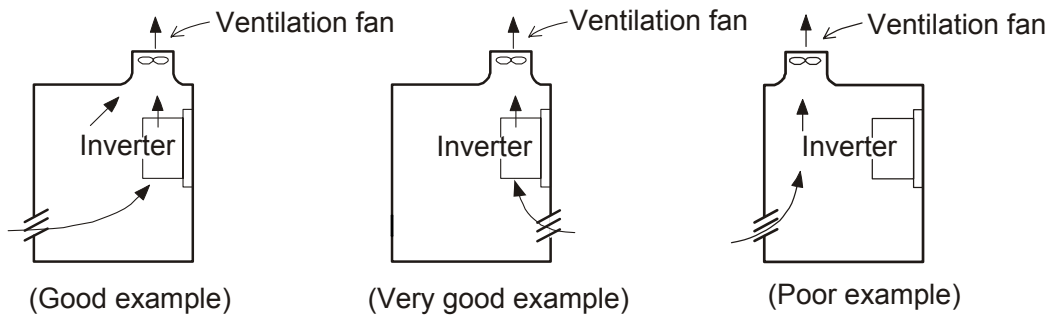 Ventilation fan
Ventilation fan
Ventilation fan
Inverter
Inverter
Inverter
(Good example)
(Very good example)
(Poor example)